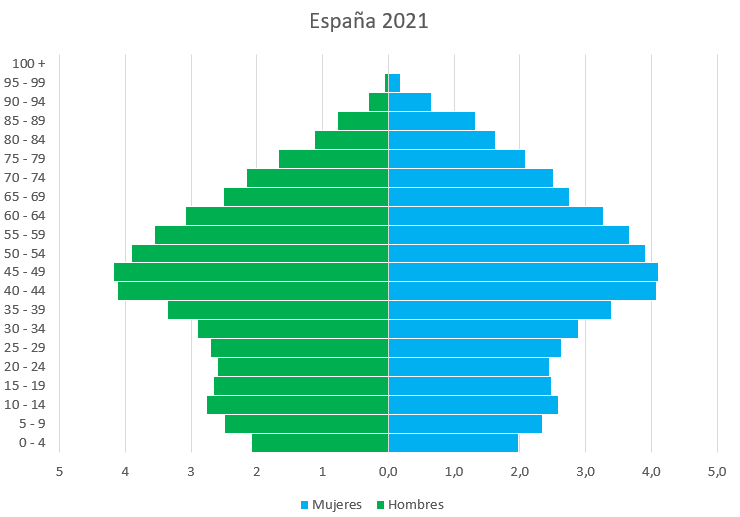 España 2021
100 +
95 - 99
90 - 94
85 - 89
80 - 84
75 - 79
70 - 74
65 - 69
60 - 64
55 - 59
50 - 54
45 - 49
40 - 44
35 - 39
30 - 34
25 - 29
20 - 24
15 - 19
10 - 14
5 - 9
0 - 4
5 4 3 2 1 0,0 1,0 2,0 3,0 4,0 5,0
Mujeres Hombres